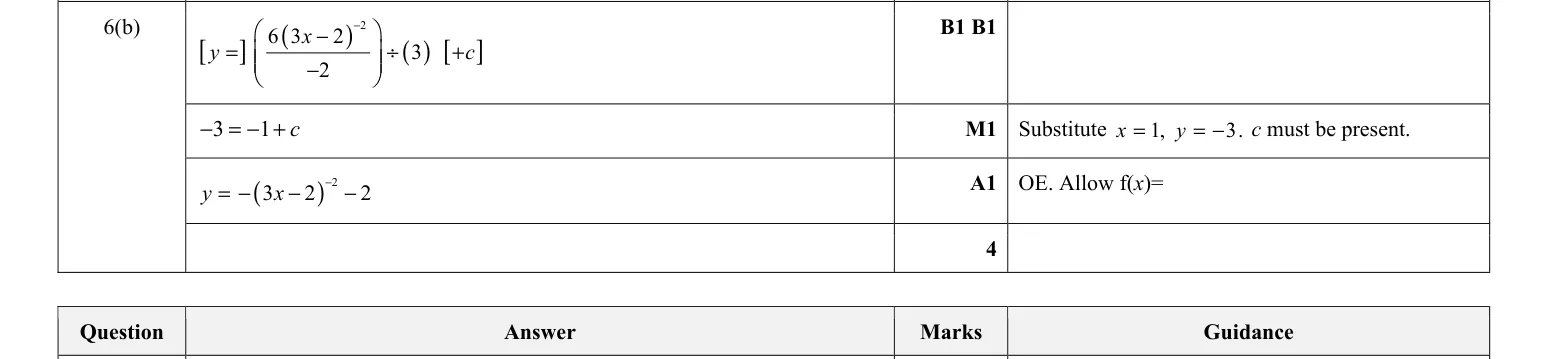 6(b) [y =] (6(3x − 2)⁻² / −2) ÷ (3) [+c] B1 B1
−3 = −1 + c M1 Substitute x = 1, y = −3. c must be present.
y = −(3x − 2)⁻² − 2 A1 OE. Allow f(x)=
4
Question Answer Marks Guidance